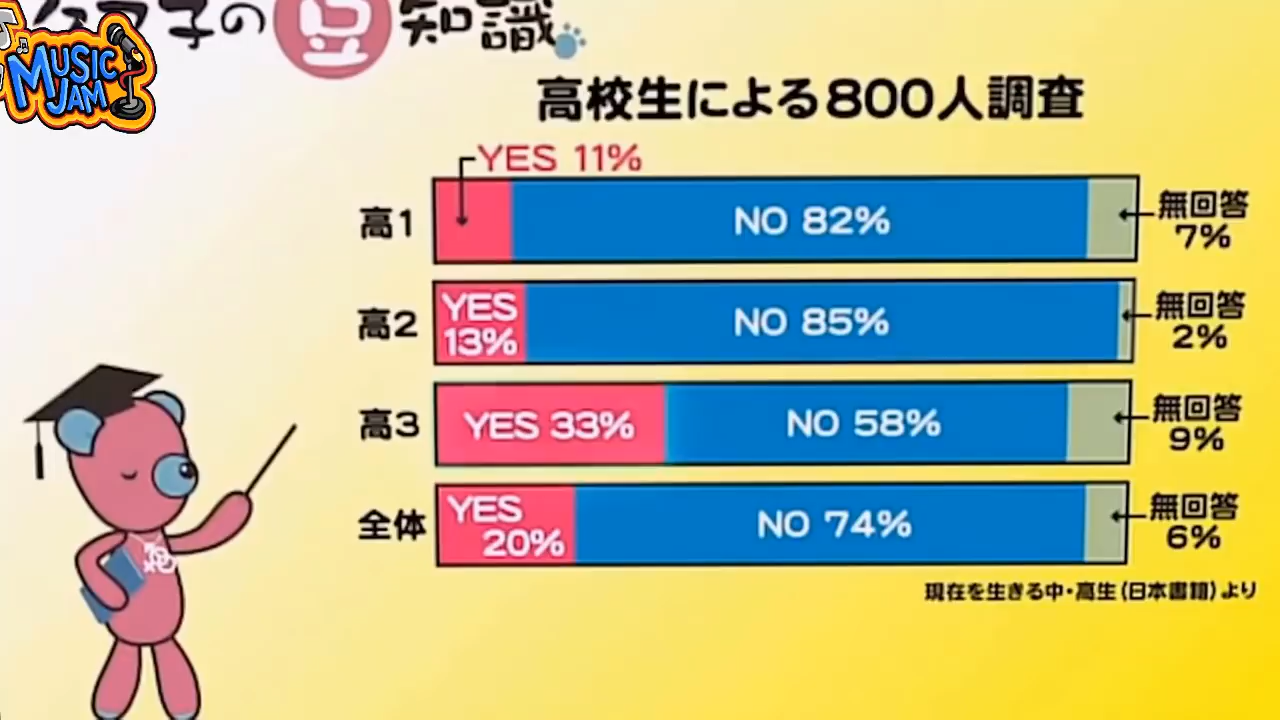 MUSIC
JAM
子の豆知識
高校生による800人調査
YES 11%
高1
NO 82%
無回答
7%
高2
YES
13%
NO 85%
無回答
2%
高3
YES 33%
NO 58%
無回答
9%
全体
YES
20%
NO 74%
無回答
6%
現在を生きる中・高生(日本書籍)より